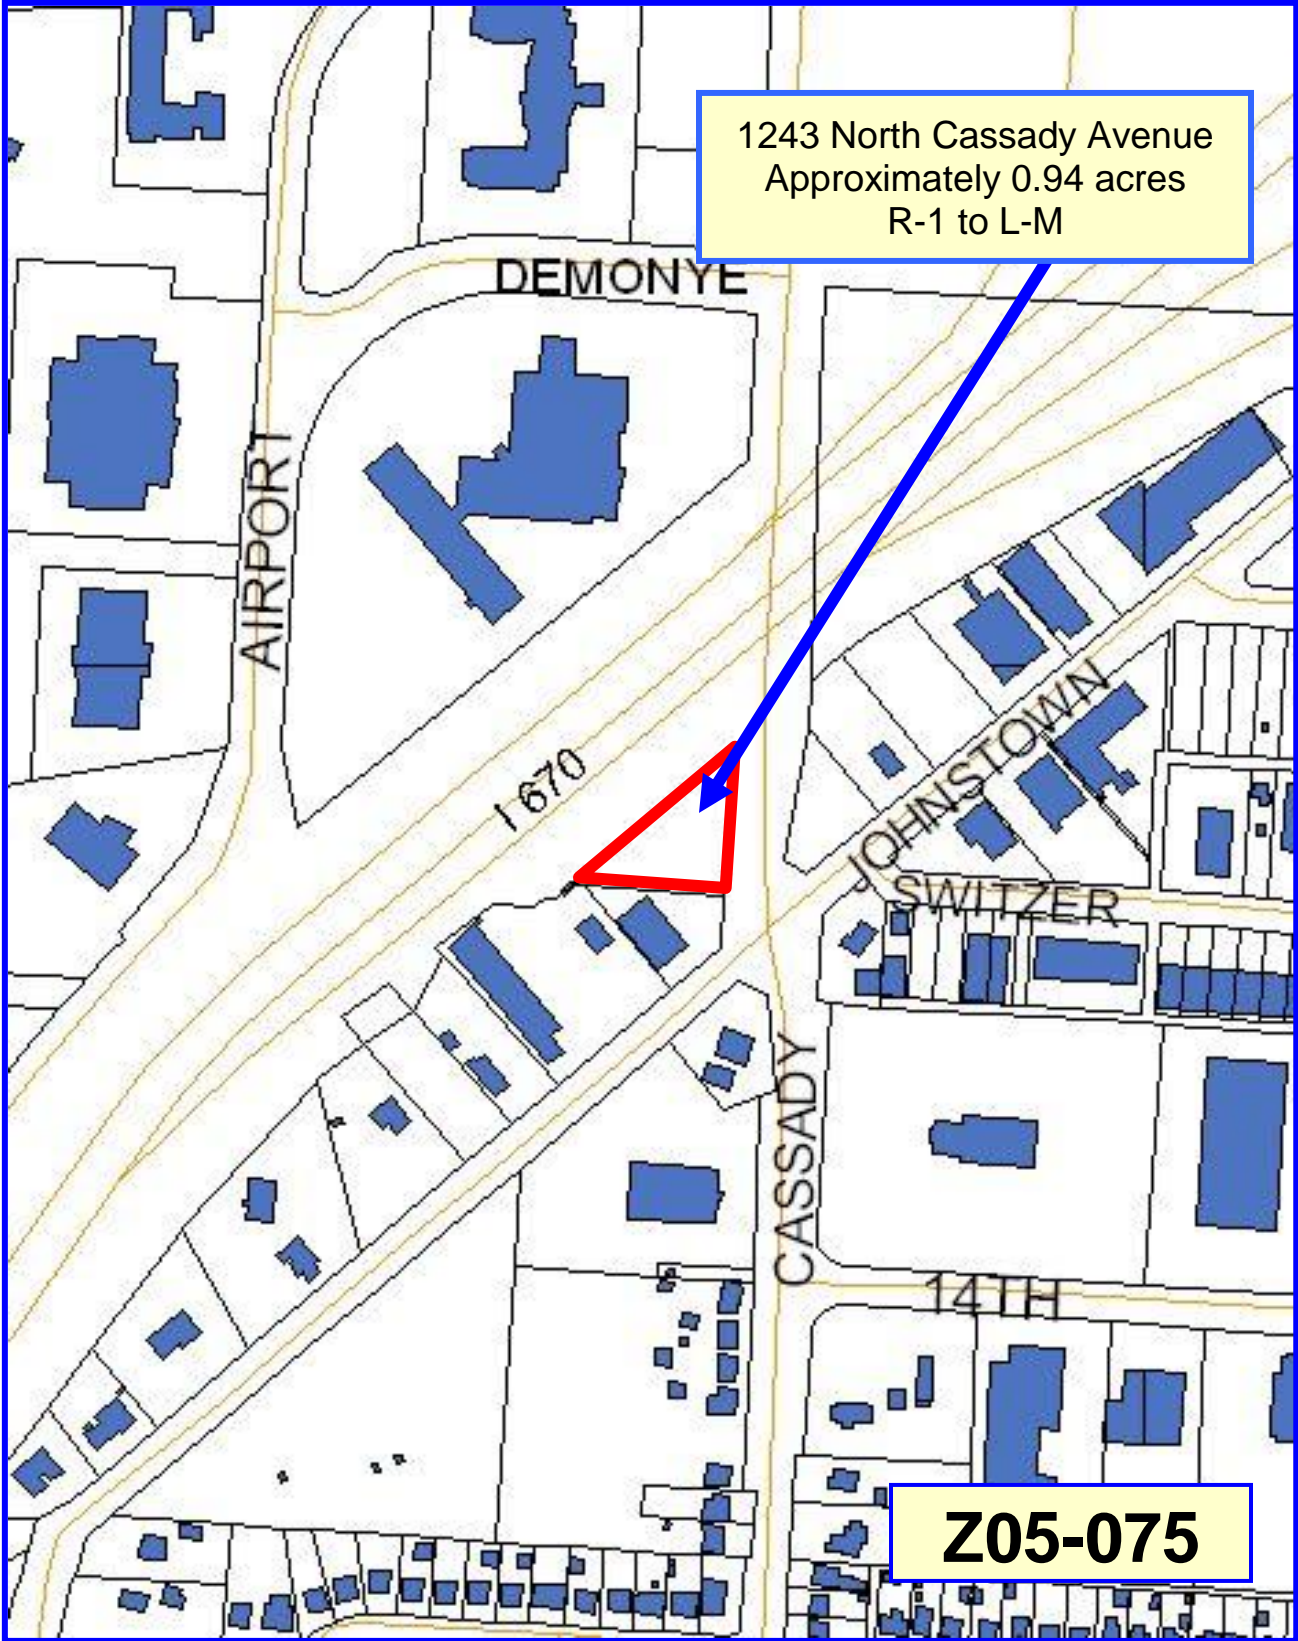 1243 North Cassady Avenue
Approximately 0.94 acres
R-1 to L-M
DEMONYE
AIRPORT
I 670
JOHNSTOWN
SWITZER
CASSADY
14TH
Z05-075